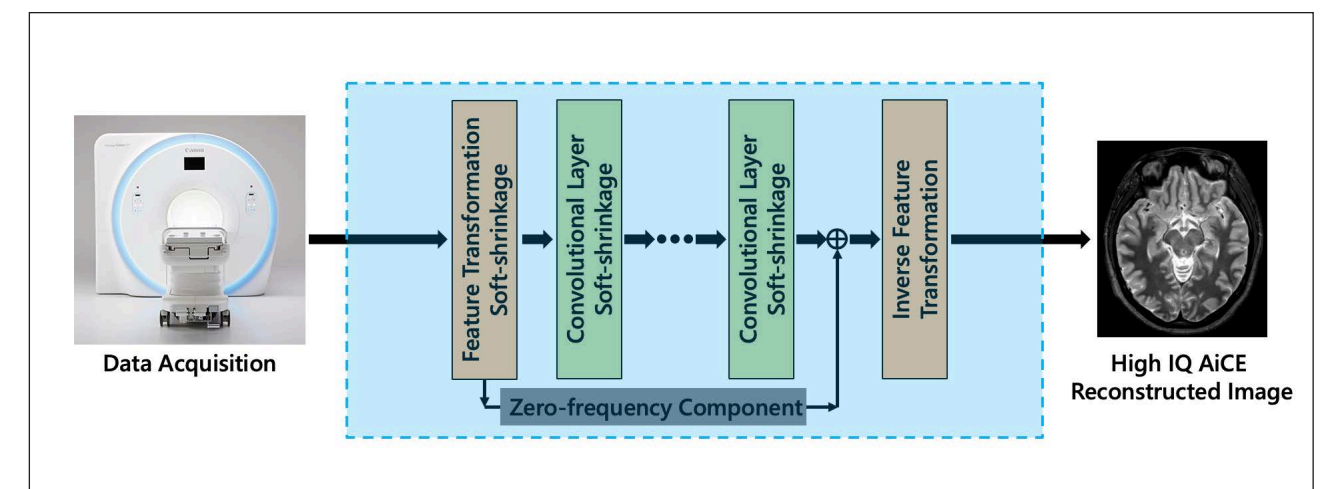 Canon
Data Acquisition
Feature Transformation
Soft-shrinkage
Convolutional Layer
Soft-shrinkage
Convolutional Layer
Soft-shrinkage
Inverse Feature
Transformation
Zero-frequency Component
High IQ AiCE
Reconstructed Image